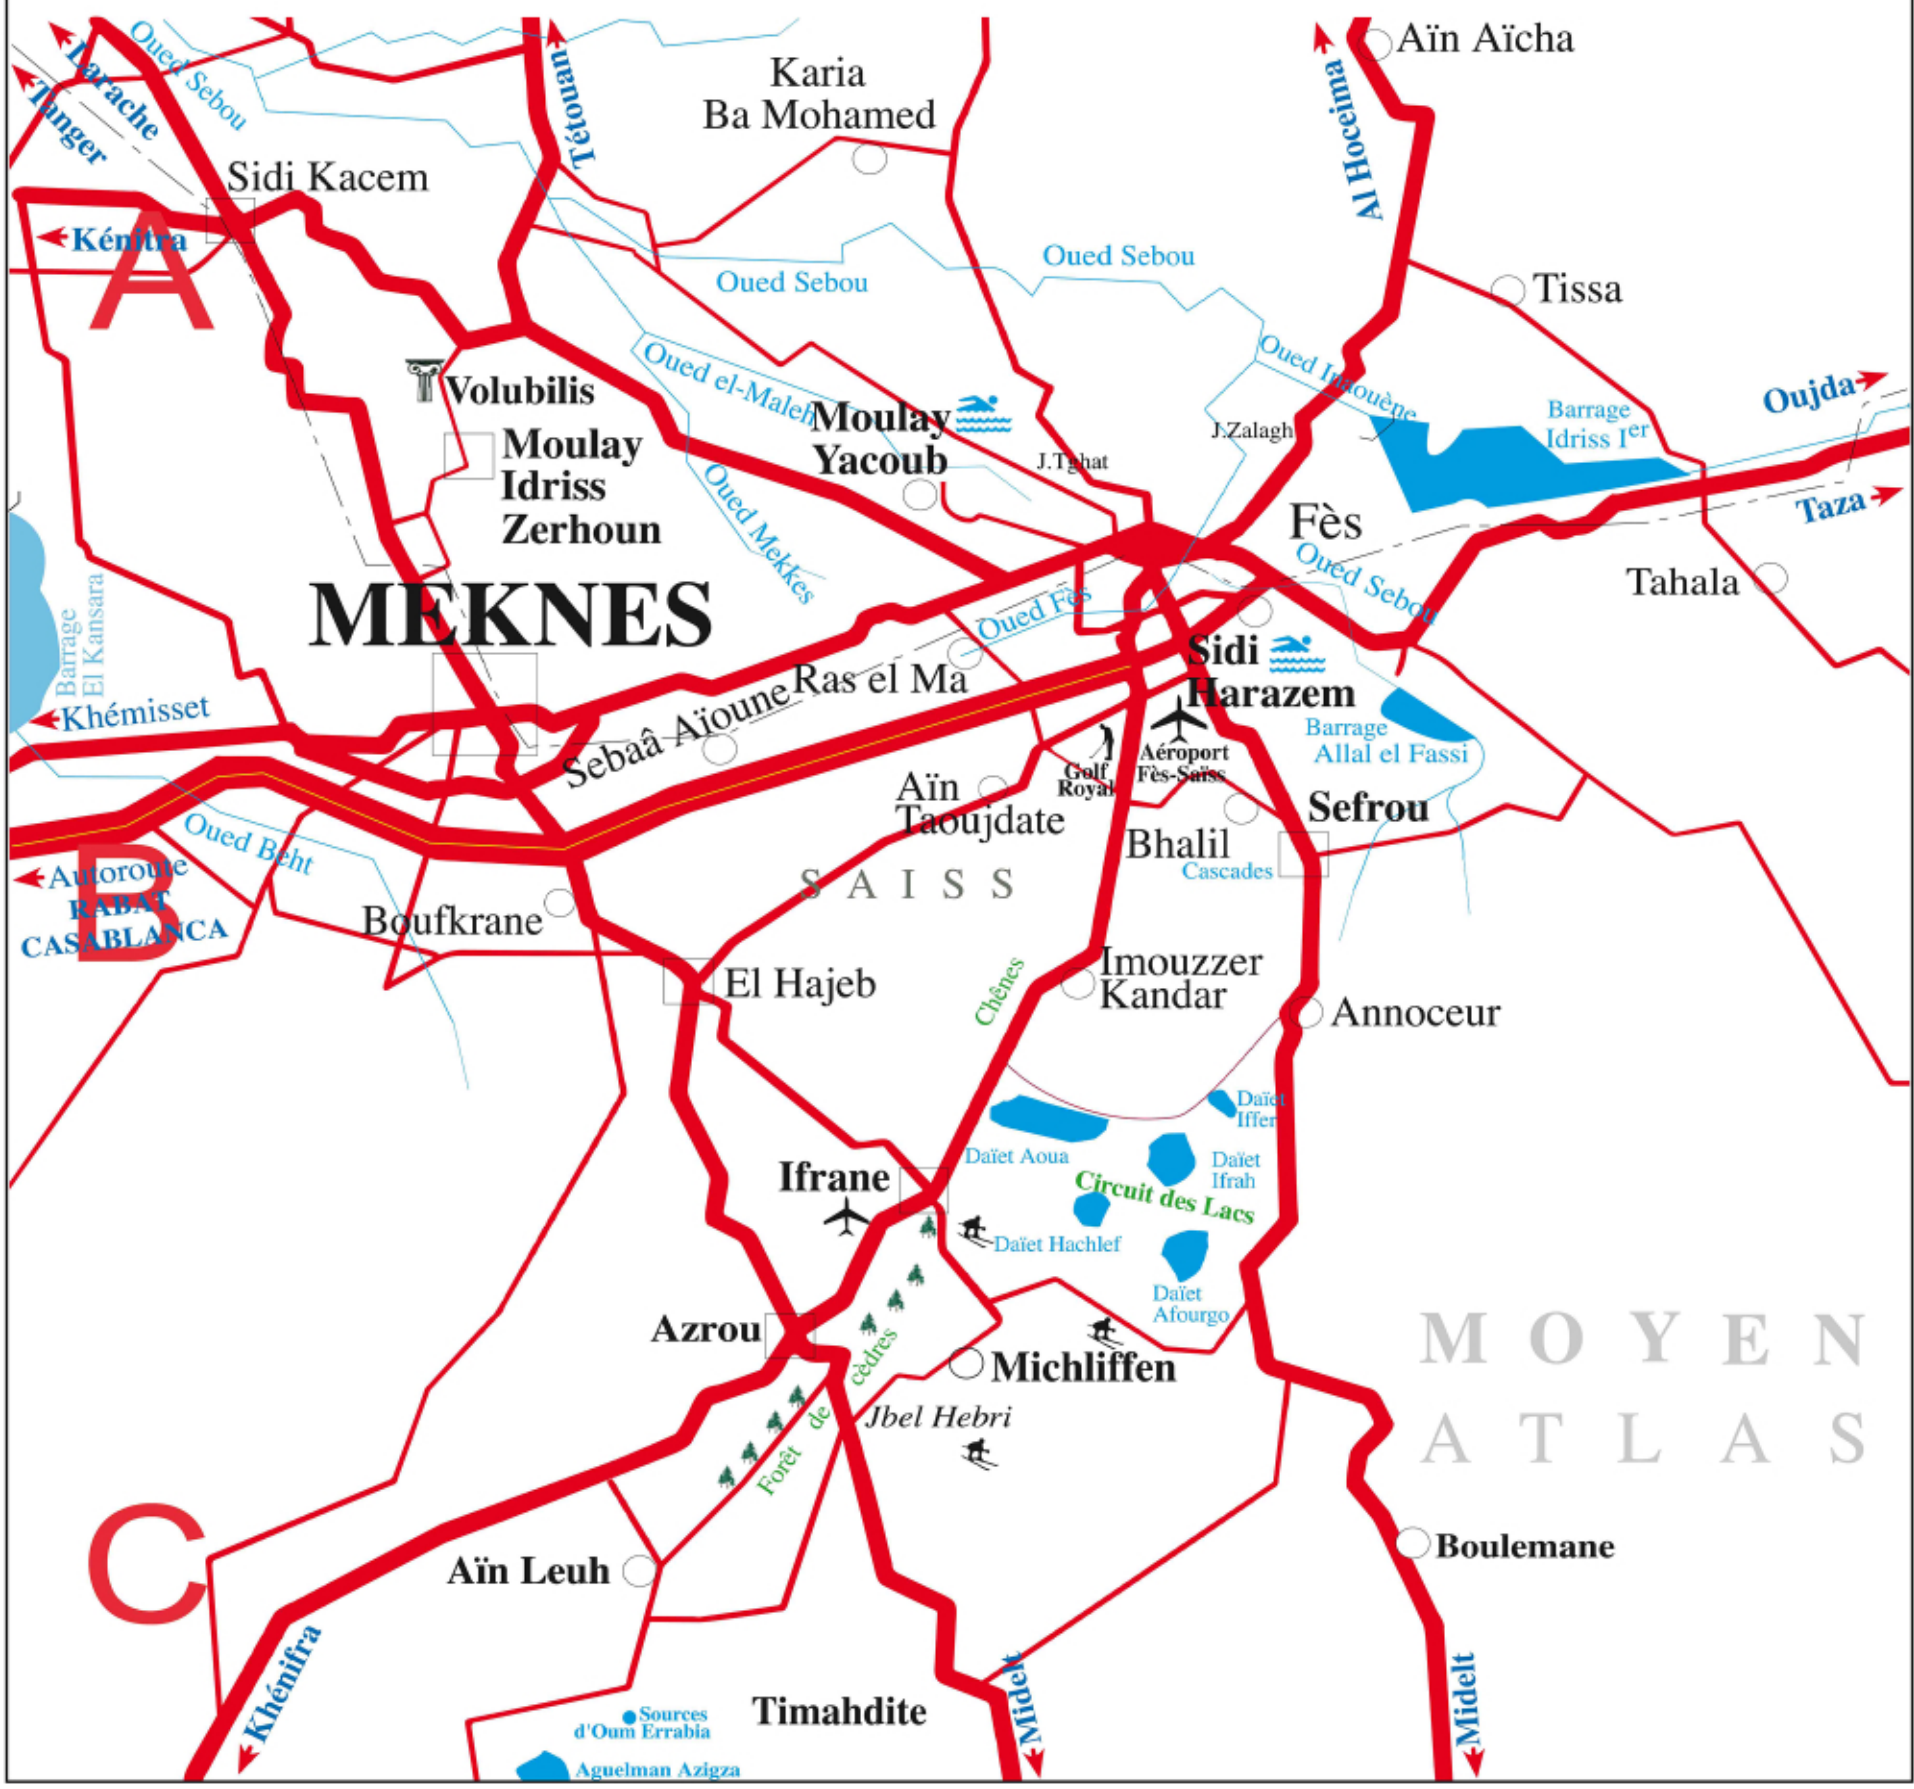 Aïn Aïcha
Oued Sebou
Larache
Tanger
Tétouan
Karia
Ba Mohamed
Al Hoceima
Sidi Kacem
Kénitra
A
Oued Sebou
Oued Sebou
Tissa
Volubilis
Oued el-Maleh
Moulay
Yacoub
Oued Inaouène
J.Zalagh
J.Tghat
Barrage
Idriss Ier
Oujda
Taza
Moulay
Idriss
Zerhoun
Oued Mekkes
Fès
Oued Sebou
Tahala
MEKNES
Barrage
El Kansara
Oued Fès
Sidi
Harazem
Ras el Ma
Khémisset
Sebaâ Aïoune
Barrage
Allal el Fassi
Aéroport
Fès-Saïss
Golf
Royal
Aïn
Taoujdate
Sefrou
Bhalil
Cascades
Oued Beht
B
Autoroute
RABAT
CASABLANCA
SAISS
Boufkrane
El Hajeb
Chênes
Imouzzer
Kandar
Annoceur
Daïet
Iffer
Daïet Aoua
Daïet
Ifrah
Circuit des Lacs
Ifrane
Daïet Hachlef
Daïet
Afourgo
Azrou
Michliffen
MOYEN
ATLAS
Forêt de cèdres
Jbel Hebri
C
Aïn Leuh
Boulemane
Khénifra
Midelt
Midelt
Timahdite
Sources
d'Oum Errabia
Aguelman Azigza